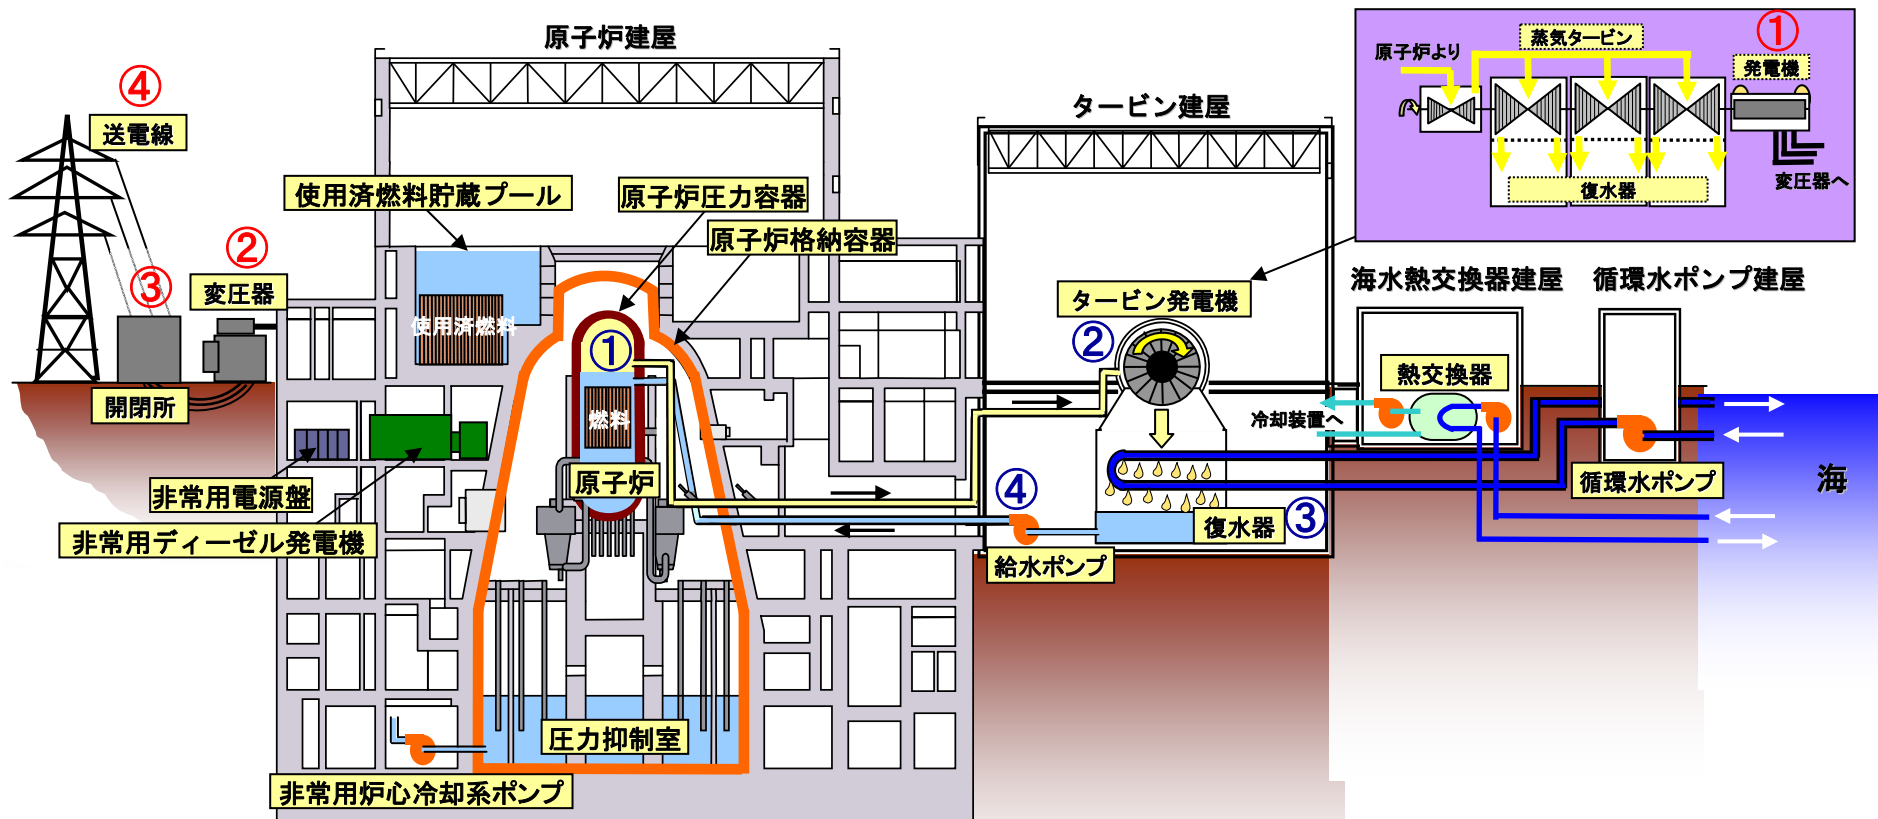 原子炉建屋
①
蒸気タービン
原子炉より
発電機
④
タービン建屋
送電線
変圧器へ
使用済燃料貯蔵プール
原子炉圧力容器
復水器
原子炉格納容器
②
③
変圧器
海水熱交換器建屋
循環水ポンプ建屋
タービン発電機
使用済燃料
①
②
熱交換器
開閉所
燃料
冷却装置へ
原子炉
循環水ポンプ
海
非常用電源盤
④
③
復水器
非常用ディーゼル発電機
給水ポンプ
圧力抑制室
非常用炉心冷却系ポンプ